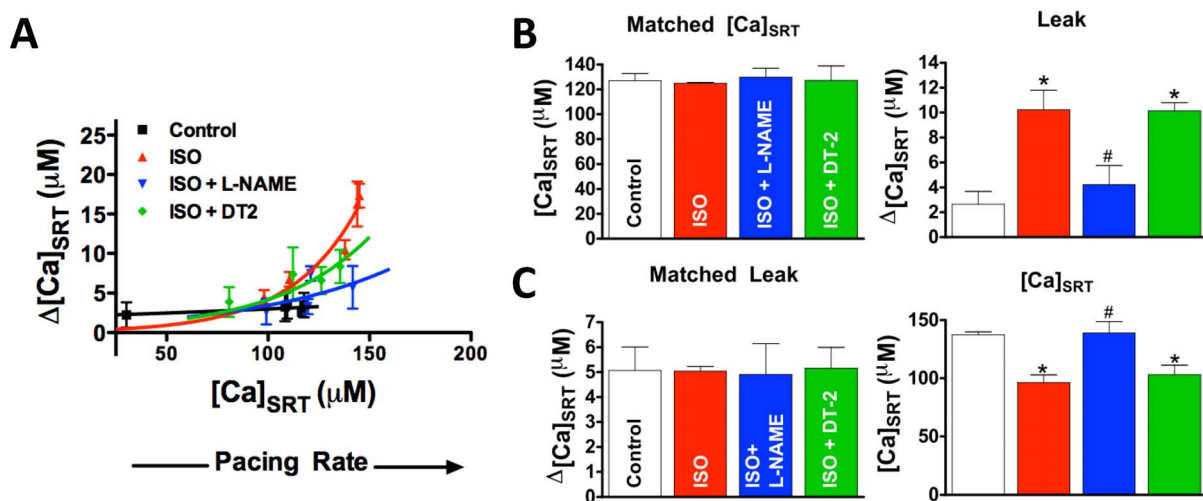 A
Δ[Ca]SRT (μM)
25
20
15
10
5
0
Control
ISO
ISO + L-NAME
ISO + DT2
50
100
150
200
[Ca]SRT (μM)
Pacing Rate
B
Matched [Ca]SRT
[Ca]SRT (μM)
140
120
100
80
60
40
20
0
Control
ISO
ISO + L-NAME
ISO + DT-2
Leak
Δ[Ca]SRT (μM)
14
12
10
8
6
4
2
0
*
#
*
C
Matched Leak
Δ[Ca]SRT (μM)
7
6
5
4
3
2
1
0
Control
ISO
ISO+
L-NAME
ISO + DT-2
[Ca]SRT
[Ca]SRT (μM)
150
100
50
0
*
#
*